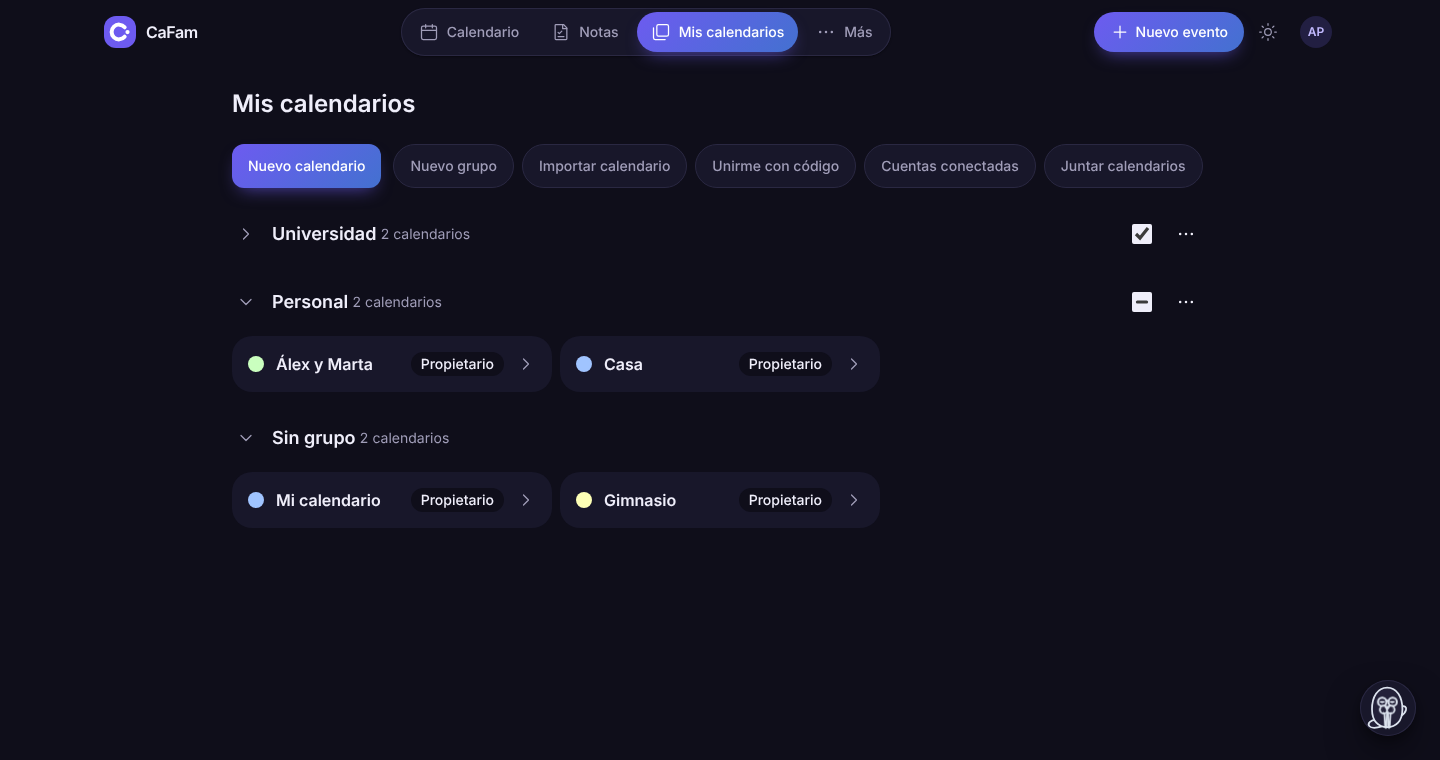 CaFam
Calendario
Notas
Mis calendarios
Más
Nuevo evento
AP
Mis calendarios
Nuevo calendario
Nuevo grupo
Importar calendario
Unirme con código
Cuentas conectadas
Juntar calendarios
Universidad 2 calendarios
Personal 2 calendarios
Álex y Marta Propietario
Casa Propietario
Sin grupo 2 calendarios
Mi calendario Propietario
Gimnasio Propietario